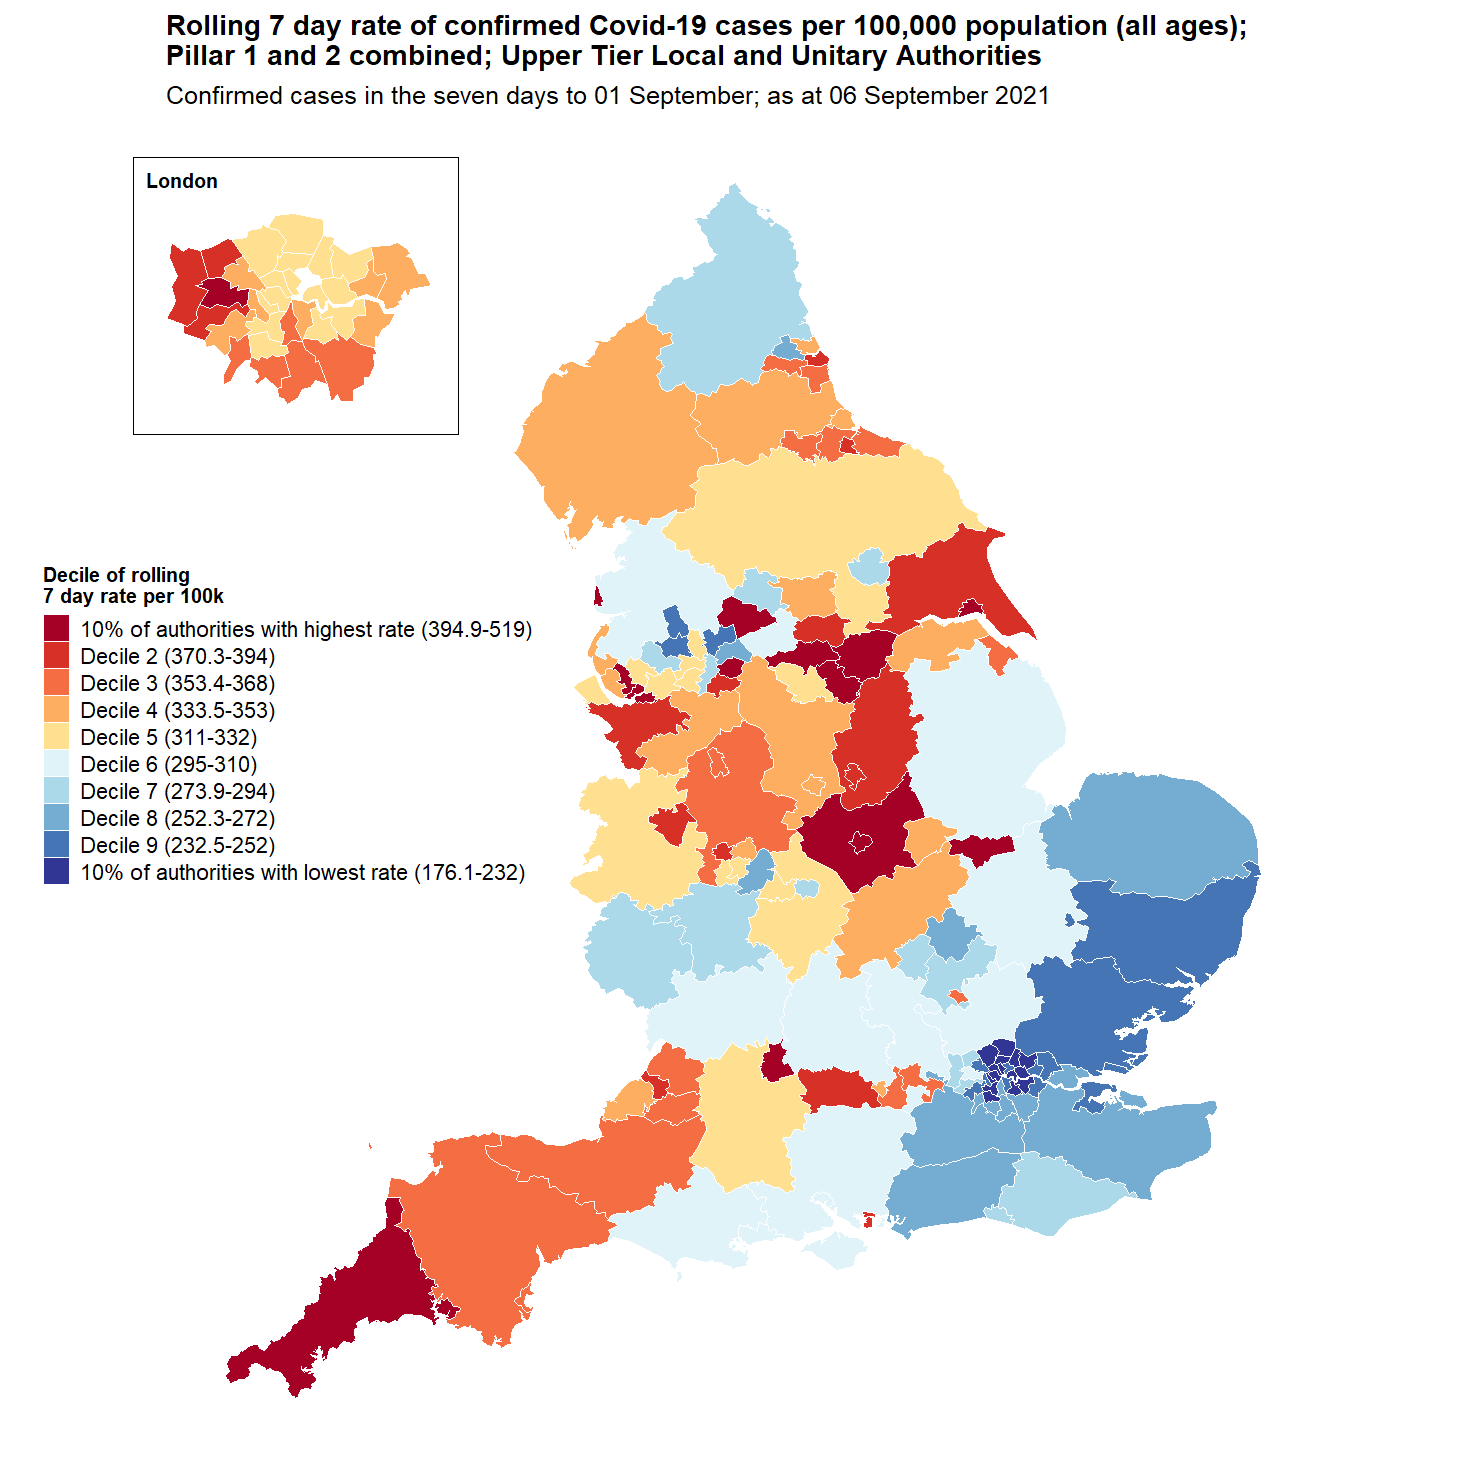 Rolling 7 day rate of confirmed Covid-19 cases per 100,000 population (all ages);
Pillar 1 and 2 combined; Upper Tier Local and Unitary Authorities
Confirmed cases in the seven days to 01 September; as at 06 September 2021
London
Decile of rolling
7 day rate per 100k
10% of authorities with highest rate (394.9-519)
Decile 2 (370.3-394)
Decile 3 (353.4-368)
Decile 4 (333.5-353)
Decile 5 (311-332)
Decile 6 (295-310)
Decile 7 (273.9-294)
Decile 8 (252.3-272)
Decile 9 (232.5-252)
10% of authorities with lowest rate (176.1-232)